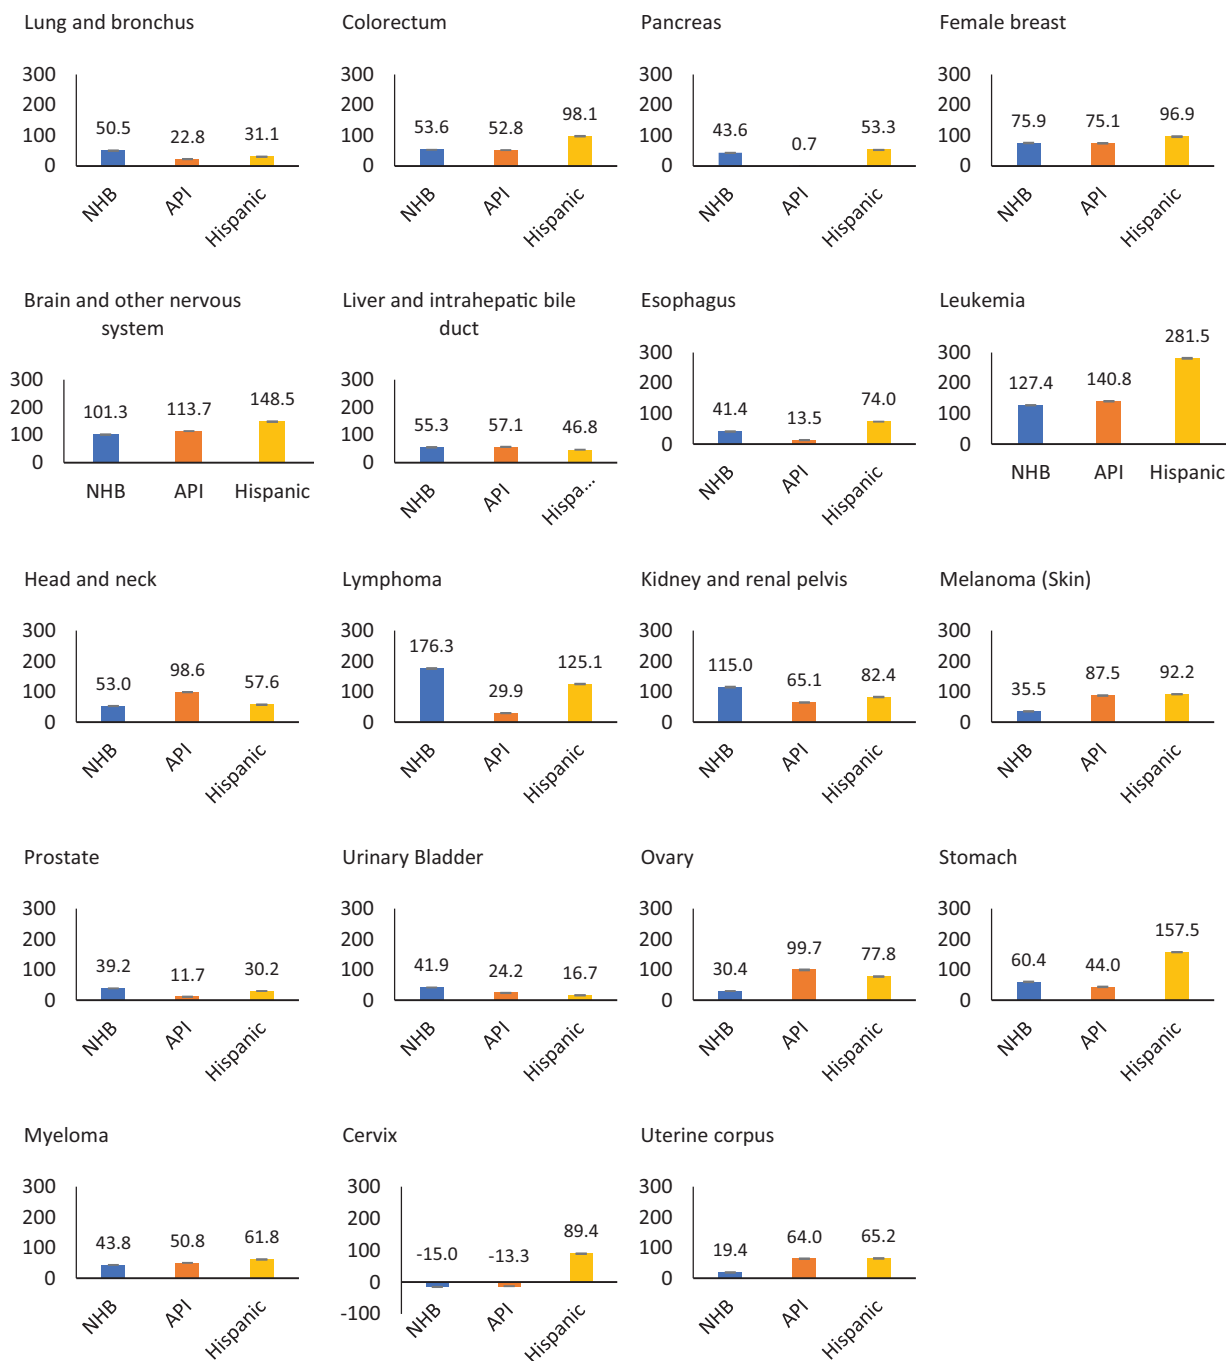 Lung and bronchus
300
200
100
0
50.5
22.8
31.1
NHB
API
Hispanic
Colorectum
300
200
100
0
53.6
52.8
98.1
NHB
API
Hispanic
Pancreas
300
200
100
0
43.6
0.7
53.3
NHB
API
Hispanic
Female breast
300
200
100
0
75.9
75.1
96.9
NHB
API
Hispanic
Brain and other nervous
system
300
200
100
0
101.3
113.7
148.5
NHB
API
Hispanic
Liver and intrahepatic bile
duct
300
200
100
0
55.3
57.1
46.8
NHB
API
Hispa...
Esophagus
300
200
100
0
41.4
13.5
74.0
NHB
API
Hispanic
Leukemia
300
200
100
0
127.4
140.8
281.5
NHB
API
Hispanic
Head and neck
300
200
100
0
53.0
98.6
57.6
NHB
API
Hispanic
Lymphoma
300
200
100
0
176.3
29.9
125.1
NHB
API
Hispanic
Kidney and renal pelvis
300
200
100
0
115.0
65.1
82.4
NHB
API
Hispanic
Melanoma (Skin)
300
200
100
0
35.5
87.5
92.2
NHB
API
Hispanic
Prostate
300
200
100
0
39.2
11.7
30.2
NHB
API
Hispanic
Urinary Bladder
300
200
100
0
41.9
24.2
16.7
NHB
API
Hispanic
Ovary
300
200
100
0
30.4
99.7
77.8
NHB
API
Hispanic
Stomach
300
200
100
0
60.4
44.0
157.5
NHB
API
Hispanic
Myeloma
300
200
100
0
43.8
50.8
61.8
NHB
API
Hispanic
Cervix
300
200
100
0
-100
-15.0
-13.3
89.4
NHB
API
Hispanic
Uterine corpus
300
200
100
0
19.4
64.0
65.2
NHB
API
Hispanic